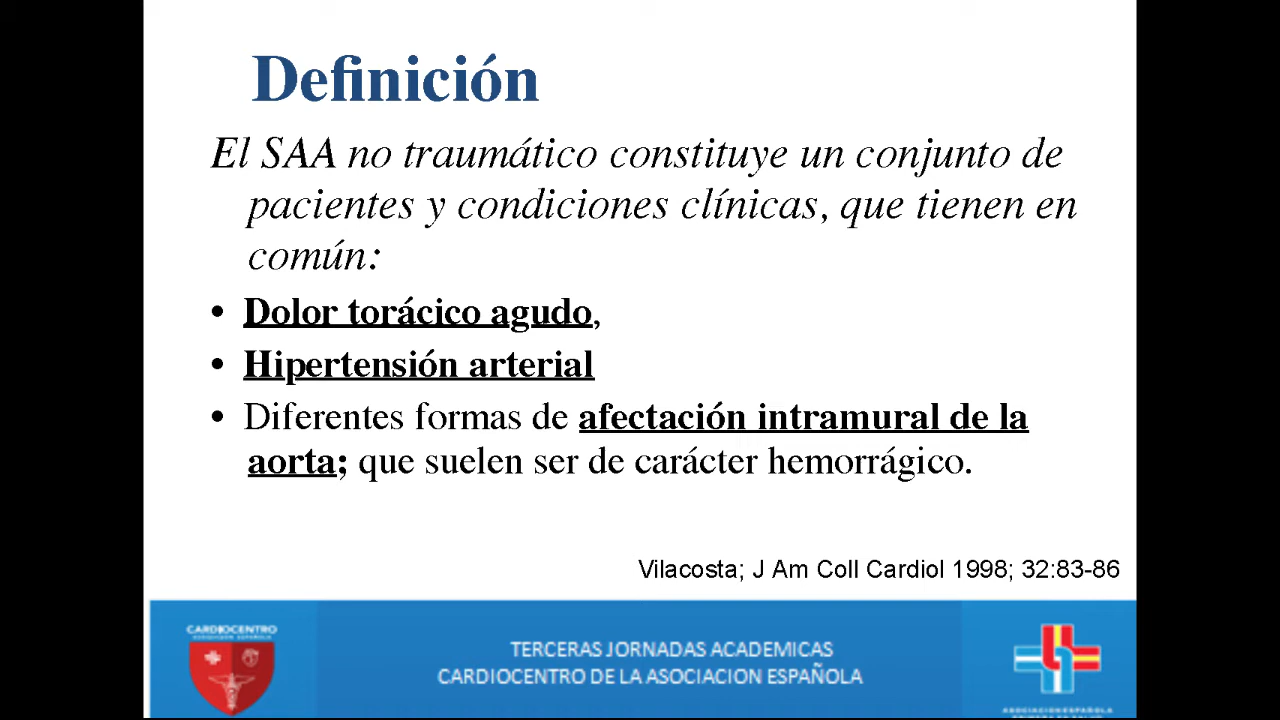 Definición
El SAA no traumático constituye un conjunto de
pacientes y condiciones clínicas, que tienen en
común:
• Dolor torácico agudo,
• Hipertensión arterial
• Diferentes formas de afectación intramural de la
aorta; que suelen ser de carácter hemorrágico.
Vilacosta; J Am Coll Cardiol 1998; 32:83-86
CARDIOCENTRO
ASOCIACION ESPAÑOLA
TERCERAS JORNADAS ACADEMICAS
CARDIOCENTRO DE LA ASOCIACION ESPAÑOLA
ASOCIACION ESPAÑOLA